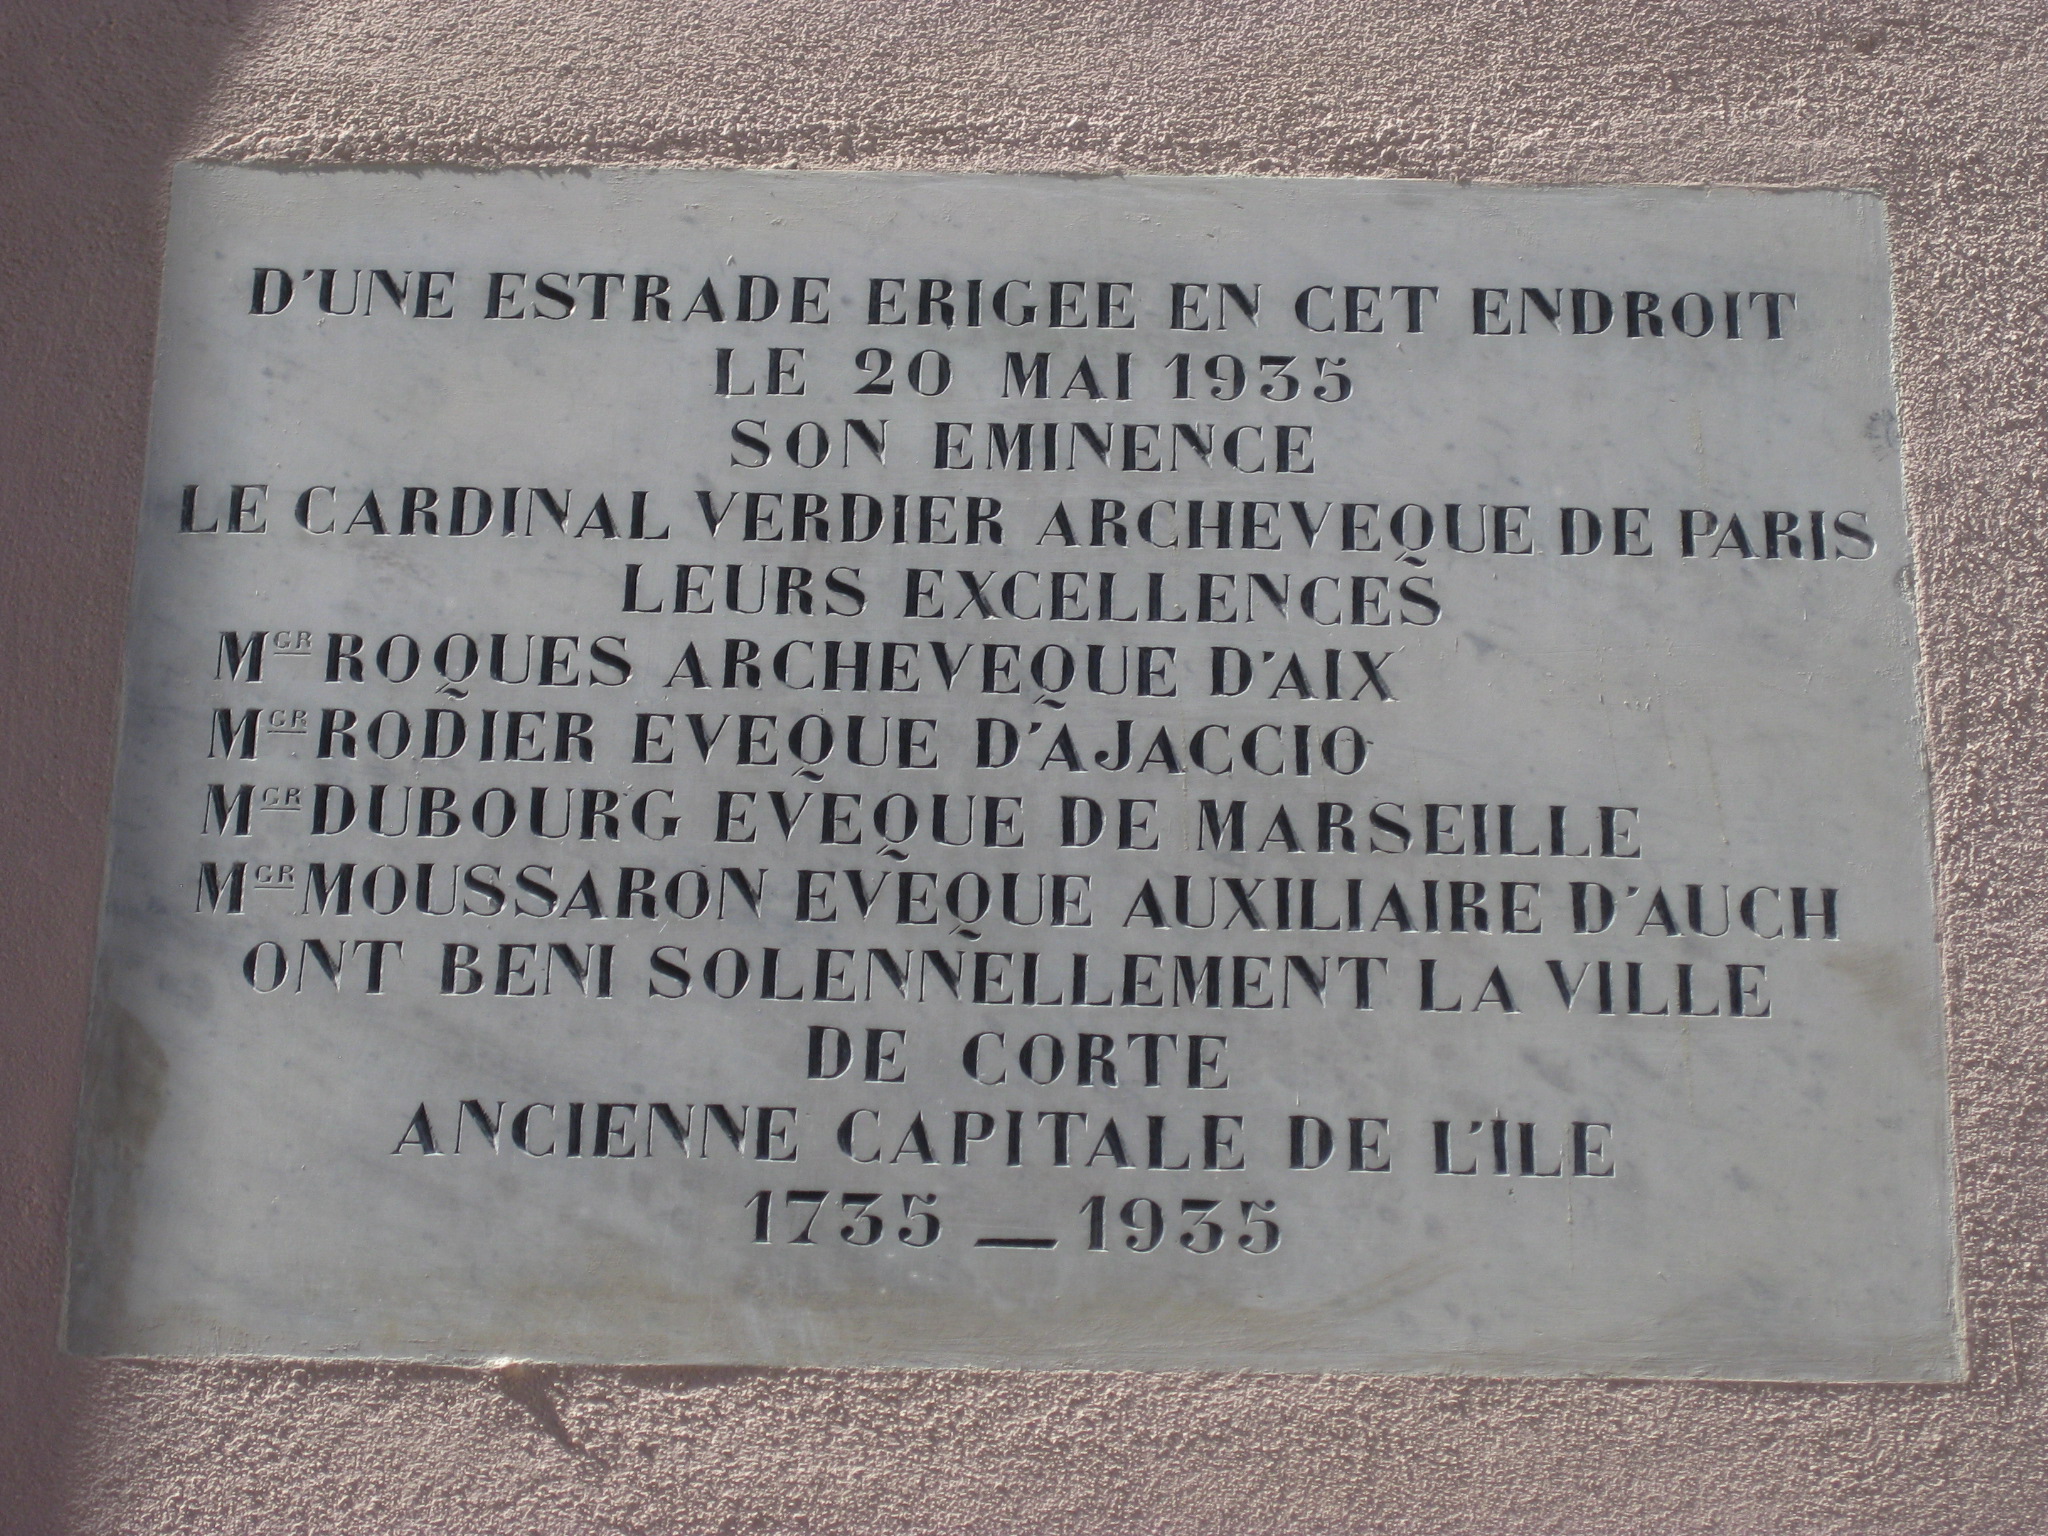 D'UNE ESTRADE ERIGEE EN CET ENDROIT
LE 20 MAI 1935
SON EMINENCE
LE CARDINAL VERDIER ARCHEVEQUE DE PARIS
LEURS EXCELLENCES
MGR ROQUES ARCHEVEQUE D'AIX
MGR RODIER EVEQUE D'AJACCIO
MGR DUBOURG EVEQUE DE MARSEILLE
MGR MOUSSARON EVEQUE AUXILIAIRE D'AUCH
ONT BENI SOLENNELLEMENT LA VILLE
DE CORTE
ANCIENNE CAPITALE DE L'ILE
1735 — 1935